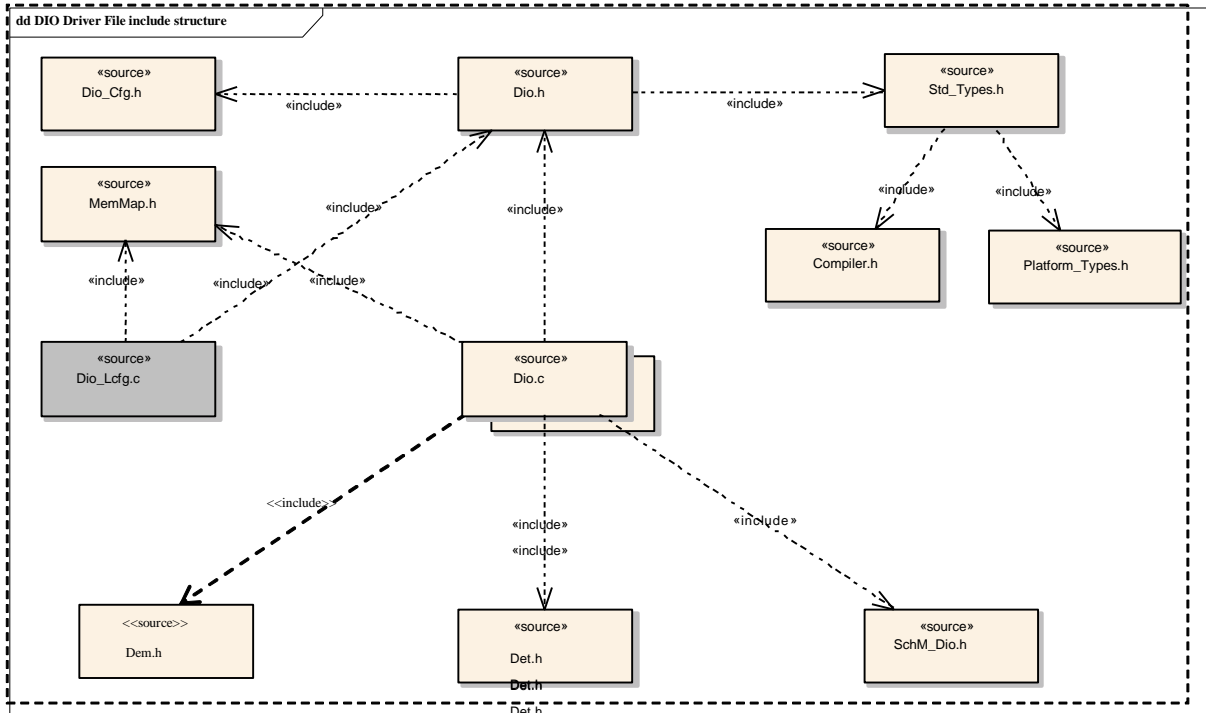 dd DIO Driver File include structure
«source»
Dio_Cfg.h
«source»
Dio.h
«source»
Std_Types.h
«include»
«include»
«source»
MemMap.h
«include»
«include»
«include»
«include»
«source»
Compiler.h
«source»
Platform_Types.h
«include»
«include»
«include»
«source»
Dio_Lcfg.c
«source»
Dio.c
<<include>>
«include»
«include»
«include»
<<source>>
Dem.h
«source»
Det.h
Det.h
Det.h
«source»
SchM_Dio.h